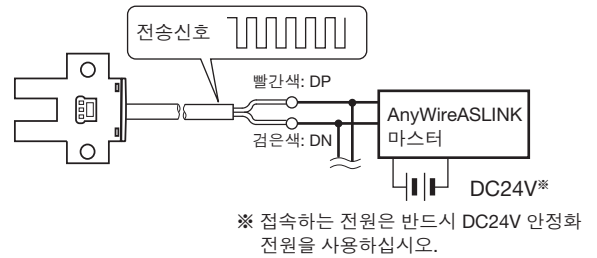 전송신호
빨간색: DP
검은색: DN
AnyWireASLINK
마스터
DC24V※
※ 접속하는 전원은 반드시 DC24V 안정화
전원을 사용하십시오.